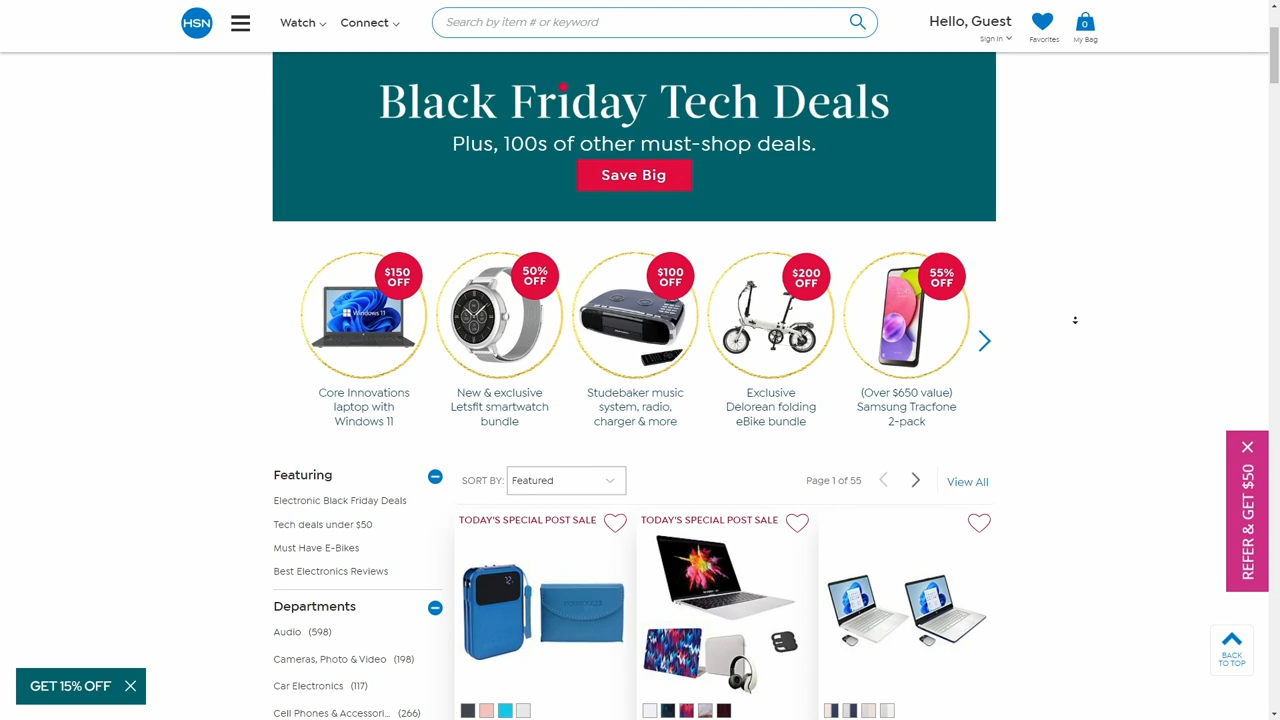 HSN
Watch
Connect
Search by item # or keyword
Hello, Guest
Sign In
Favorites
0
My Bag
Black Friday Tech Deals
Plus, 100s of other must-shop deals.
Save Big
$150
OFF
50%
OFF
$100
OFF
$200
OFF
55%
OFF
Windows 11
Core Innovations
laptop with
Windows 11
New & exclusive
Letsfit smartwatch
bundle
Studebaker music
system, radio,
charger & more
Exclusive
Delorean folding
eBike bundle
(Over $650 value)
Samsung Tracfone
2-pack
Featuring
Electronic Black Friday Deals
Tech deals under $50
Must Have E-Bikes
Best Electronics Reviews
Departments
Audio (598)
Cameras, Photo & Video (198)
Car Electronics (117)
Cell Phones & Accessori... (266)
SORT BY: Featured
Page 1 of 55
View All
TODAY'S SPECIAL POST SALE
TODAY'S SPECIAL POST SALE
REFER & GET $50
BACK
TO TOP
GET 15% OFF